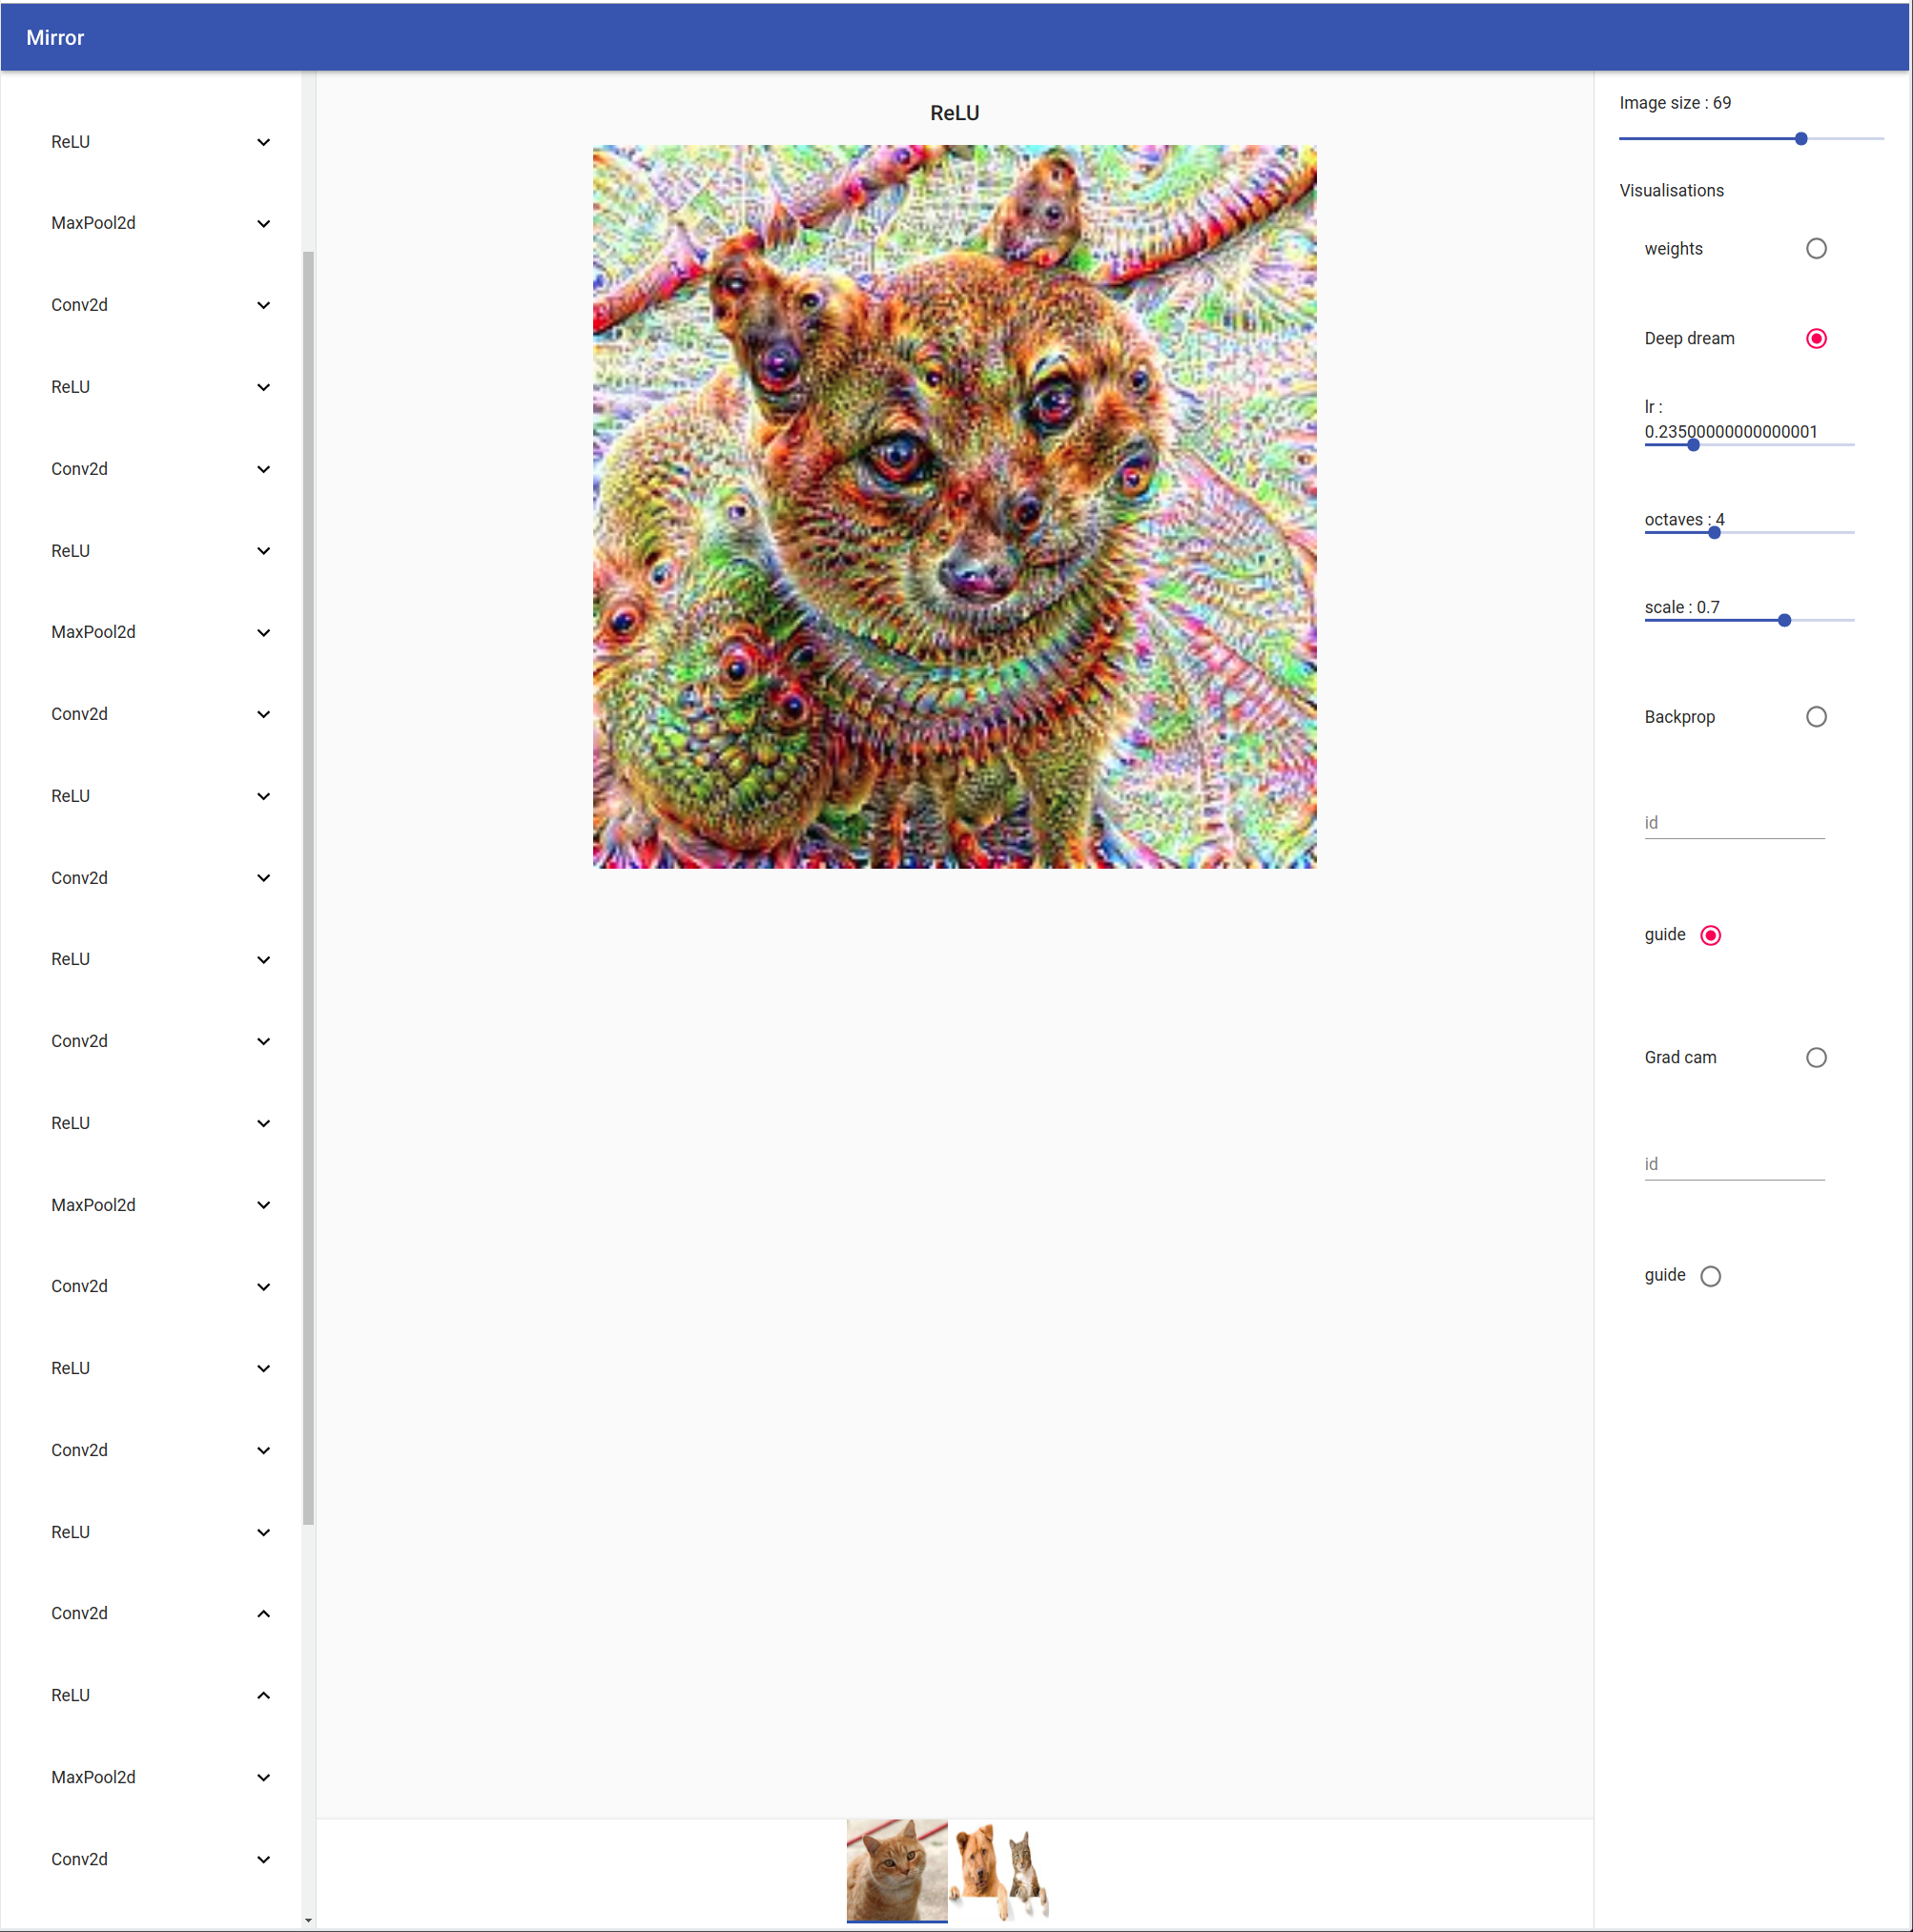 Mirror
ReLU
MaxPool2d
Conv2d
ReLU
Conv2d
ReLU
MaxPool2d
Conv2d
ReLU
Conv2d
ReLU
Conv2d
ReLU
MaxPool2d
Conv2d
ReLU
Conv2d
ReLU
Conv2d
ReLU
MaxPool2d
Conv2d
ReLU
Image size : 69
Visualisations
weights
Deep dream
lr :
0.23500000000000001
octaves : 4
scale : 0.7
Backprop
id
guide
Grad cam
id
guide